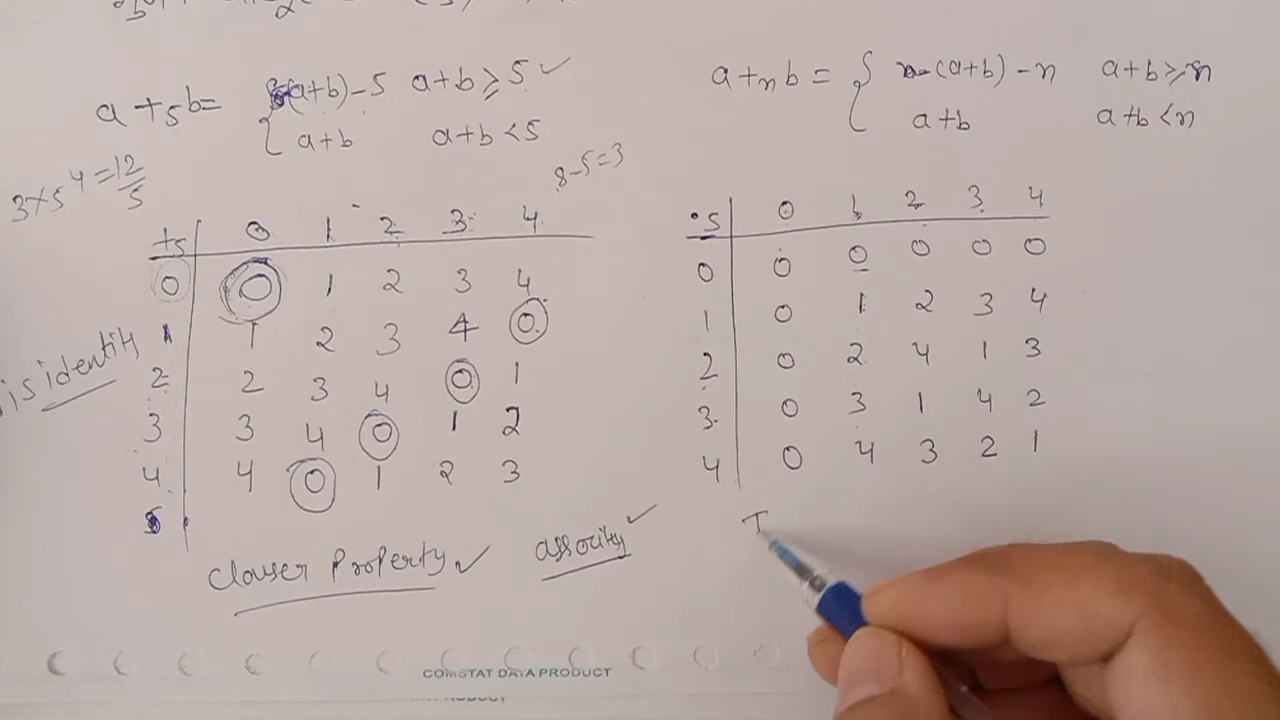 a +5 b = { (a+b)-5 a+b ≥ 5 ✓
a+b a+b < 5
a +n b = { (a+b) - n a+b ≥ n
a+b a+b < n
3 ×5 4 = 12/5
8-5=3
+5 | 0 1 2 3 4
0 | 0 1 2 3 4
1 | 1 2 3 4 0
2 | 2 3 4 0 1
3 | 3 4 0 1 2
4 | 4 0 1 2 3
5
is identity
clouser Property ✓
•5 | 0 1 2 3 4
0 | 0 0 0 0 0
1 | 0 1 2 3 4
2 | 0 2 4 1 3
3 | 0 3 1 4 2
4 | 0 4 3 2 1
COMSTAT DATA PRODUCT